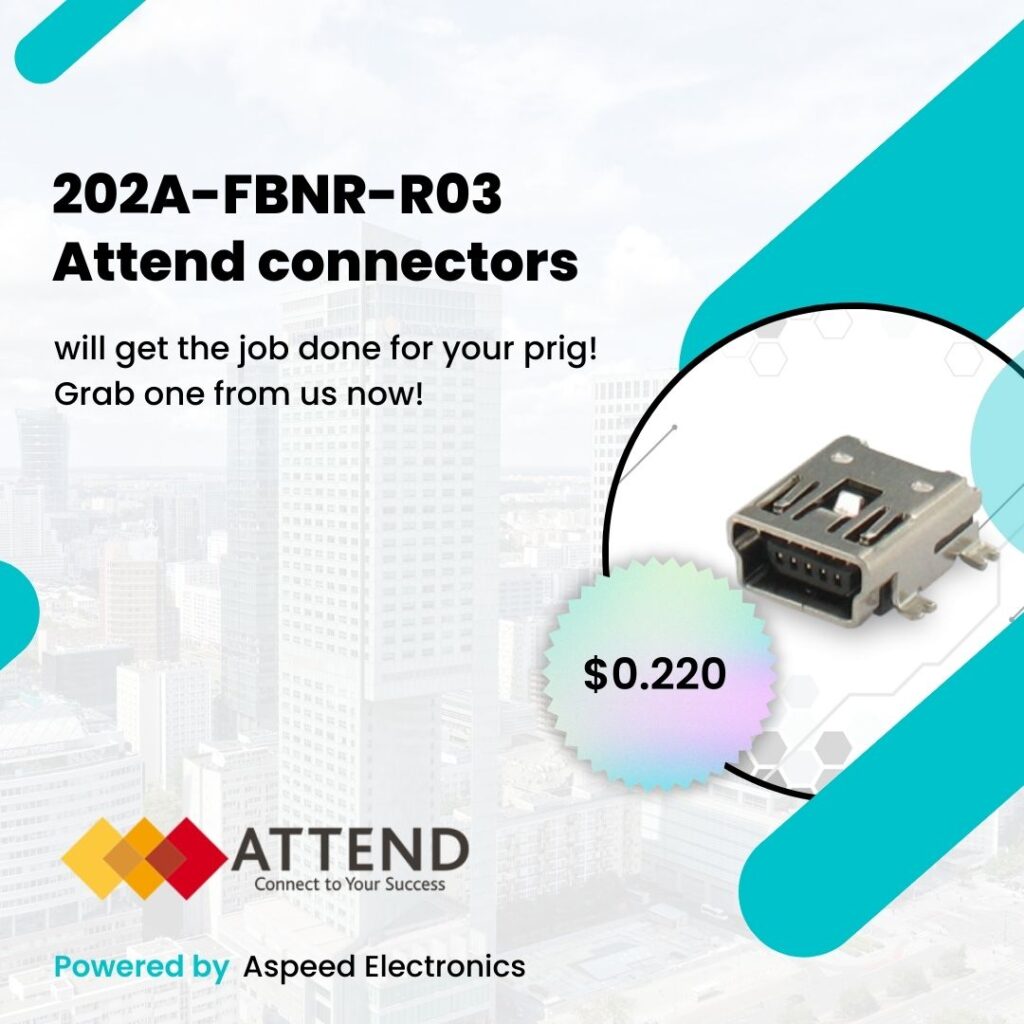 202A-FBNR-R03
Attend connectors
will get the job done for your prig!
Grab one from us now!
$0.220
ATTEND
Connect to Your Success
Powered by Aspeed Electronics